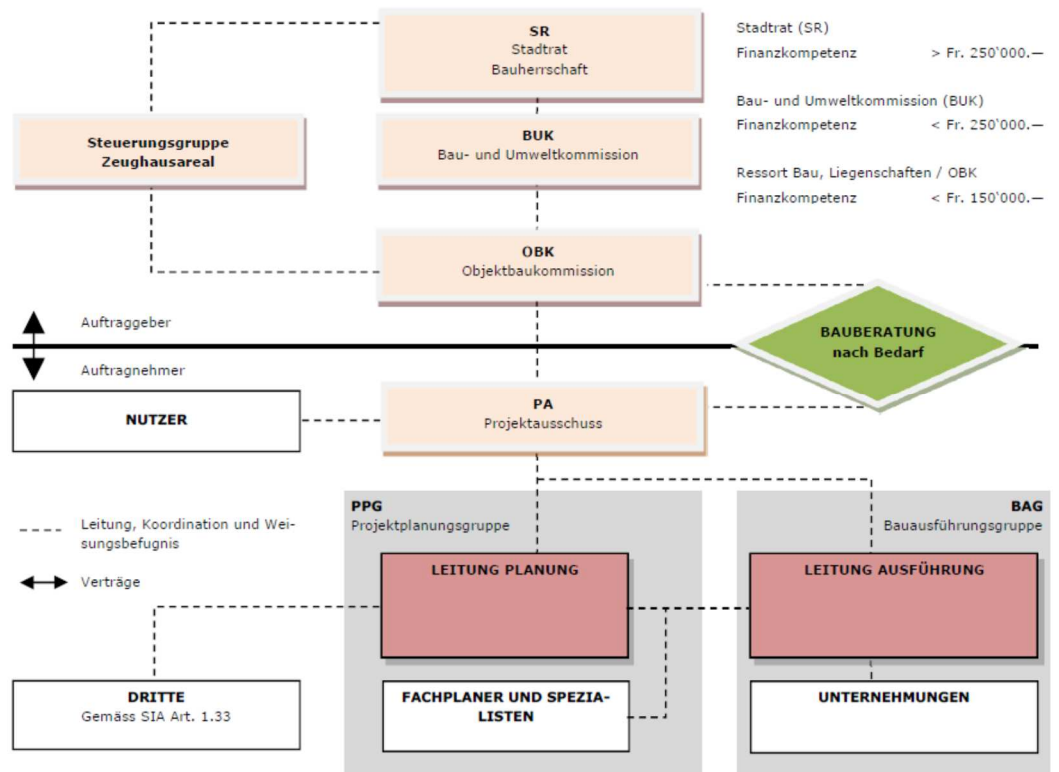 SR
Stadtrat
Bauherrschaft
Stadtrat (SR)
Finanzkompetenz > Fr. 250'000.—
Steuerungsgruppe
Zeughausareal
BUK
Bau- und Umweltkommission
Bau- und Umweltkommission (BUK)
Finanzkompetenz < Fr. 250'000.—
Ressort Bau, Liegenschaften / OBK
Finanzkompetenz < Fr. 150'000.—
OBK
Objektbaukommission
Auftraggeber
Auftragnehmer
BAUBERATUNG
nach Bedarf
NUTZER
PA
Projektausschuss
Leitung, Koordination und Wei-
sungsbefugnis
Verträge
PPG
Projektplanungsgruppe
BAG
Bauausführungsgruppe
LEITUNG PLANUNG
LEITUNG AUSFÜHRUNG
DRITTE
Gemäss SIA Art. 1.33
FACHPLANER UND SPEZIA-
LISTEN
UNTERNEHMUNGEN